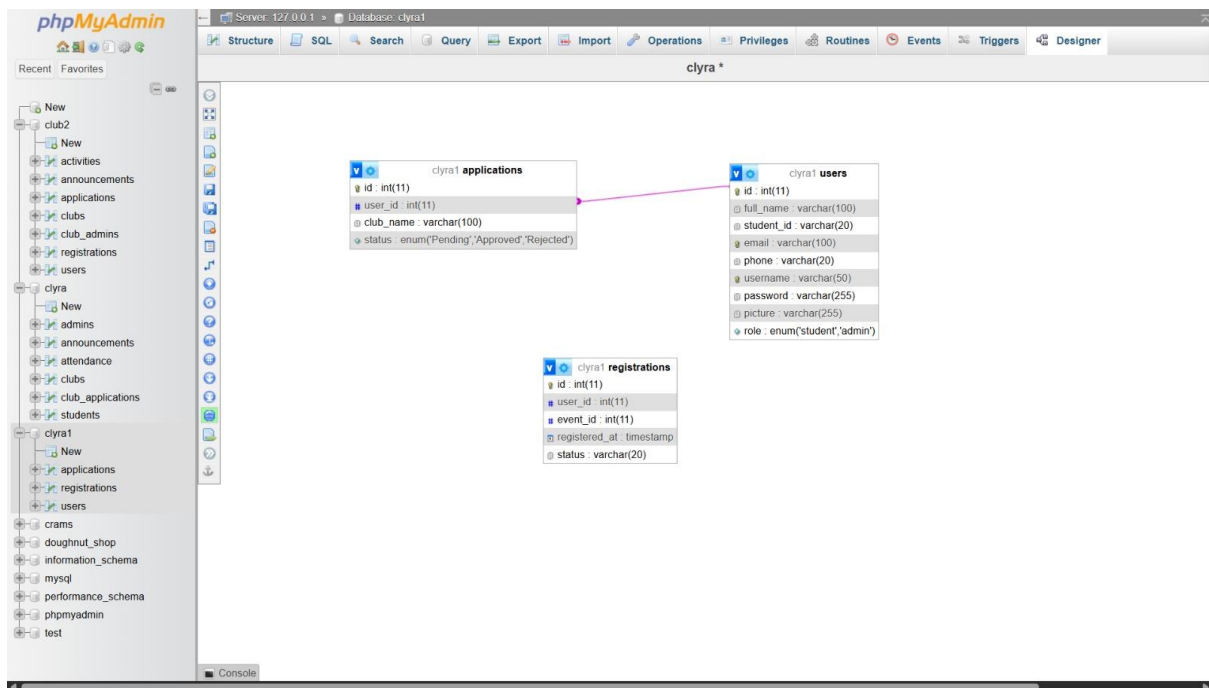 phpMyAdmin
Recent Favorites
New
club2
New
activities
announcements
applications
clubs
club_admins
registrations
users
clyra
New
admins
announcements
attendance
clubs
club_applications
students
clyra1
New
applications
registrations
users
crams
doughnut_shop
information_schema
mysql
performance_schema
phpmyadmin
test
Server: 127.0.0.1 » Database: clyra1
Structure SQL Search Query Export Import Operations Privileges Routines Events Triggers Designer
clyra *
clyra1 applications
id : int(11)
user_id : int(11)
club_name : varchar(100)
status : enum('Pending','Approved','Rejected')
clyra1 users
id : int(11)
full_name : varchar(100)
student_id : varchar(20)
email : varchar(100)
phone : varchar(20)
username : varchar(50)
password : varchar(255)
picture : varchar(255)
role : enum('student','admin')
clyra1 registrations
id : int(11)
user_id : int(11)
event_id : int(11)
registered_at : timestamp
status : varchar(20)
Console